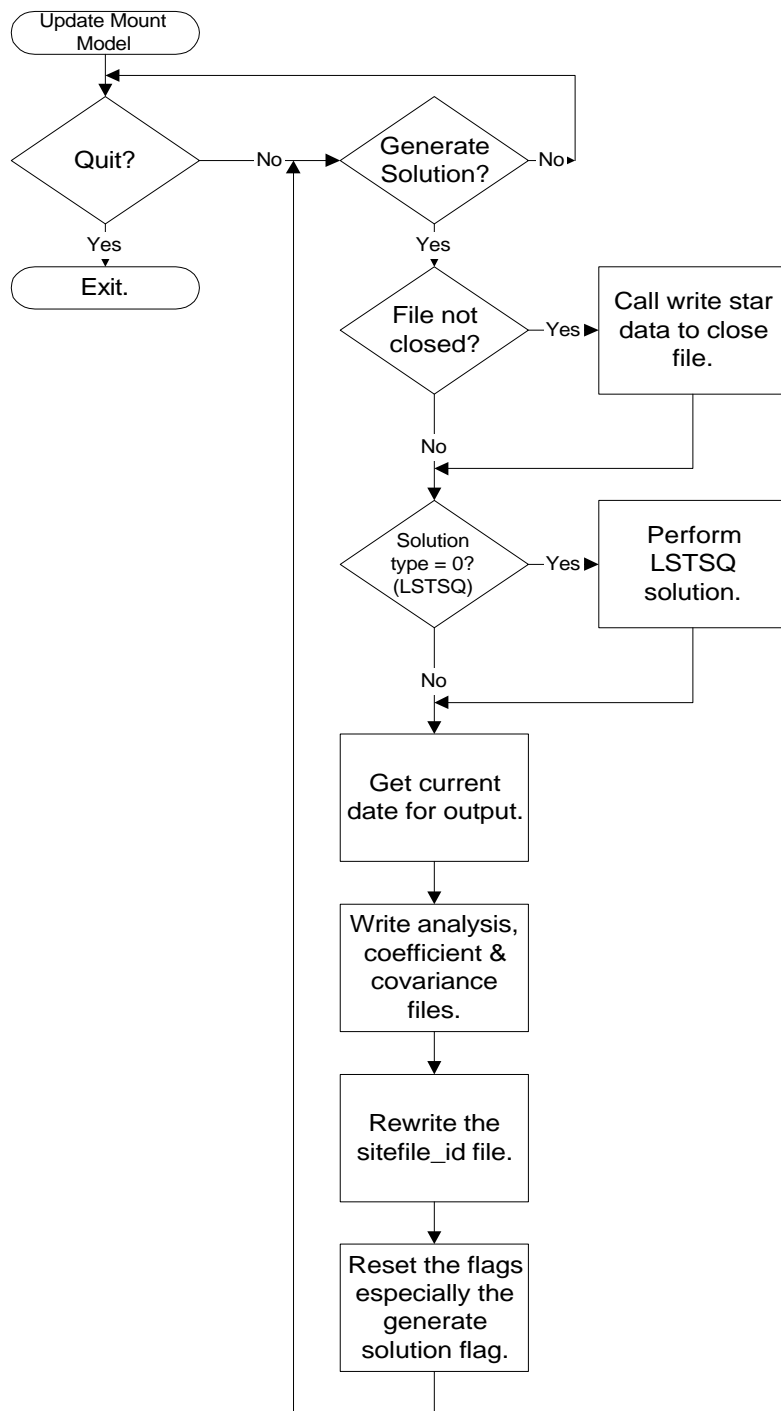 Update Mount
Model
Quit?
No
Generate
Solution?
No
Yes
Exit.
Yes
File not
closed?
Yes
Call write star
data to close
file.
No
Solution
type = 0?
(LSTSQ)
Yes
Perform
LSTSQ
solution.
No
Get current
date for output.
Write analysis,
coefficient &
covariance
files.
Rewrite the
sitefile_id file.
Reset the flags
especially the
generate
solution flag.